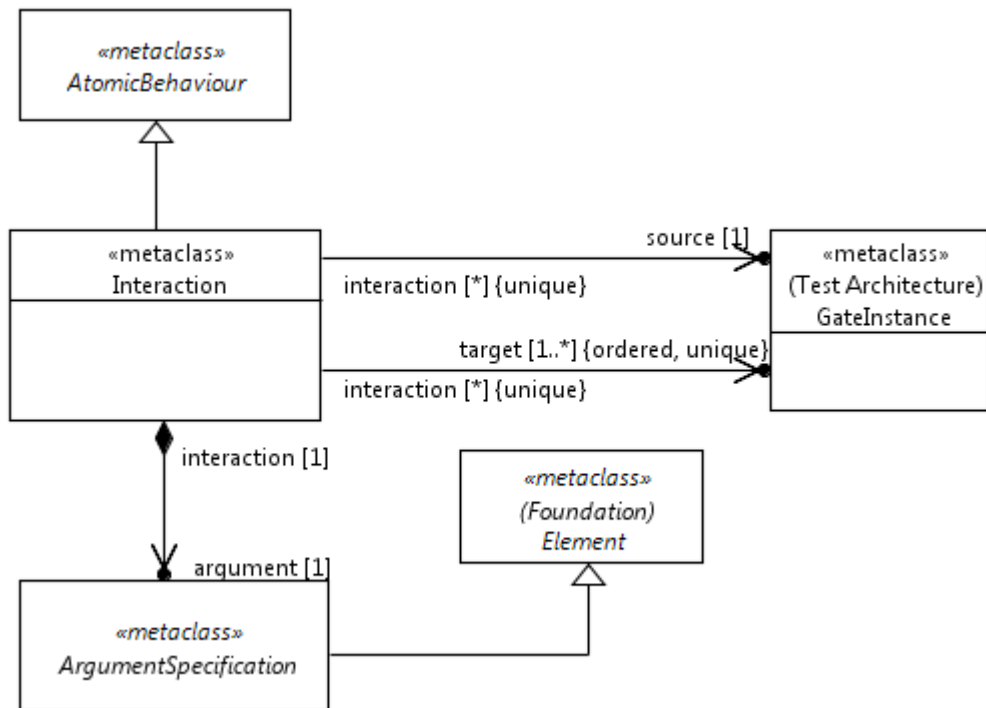 «metaclass»
AtomicBehaviour
«metaclass»
Interaction
source [1]
interaction [*] {unique}
target [1..*] {ordered, unique}
interaction [*] {unique}
«metaclass»
(Test Architecture)
GateInstance
interaction [1]
argument [1]
«metaclass»
(Foundation)
Element
«metaclass»
ArgumentSpecification